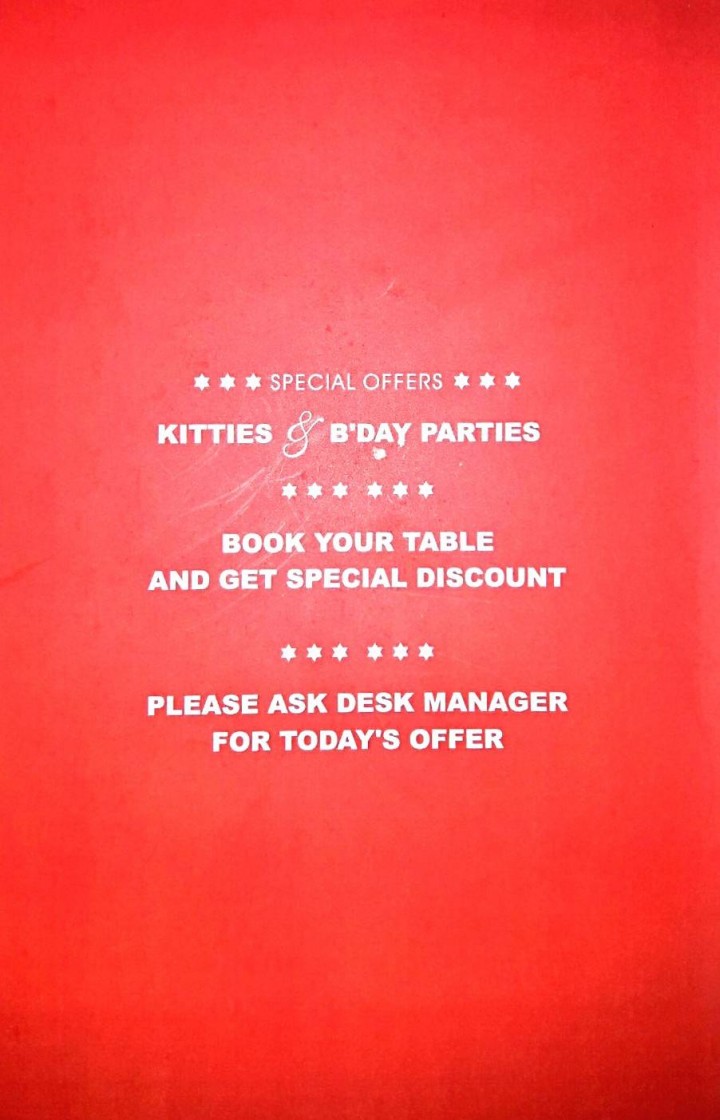 ✶ ✶ ✶ SPECIAL OFFERS ✶ ✶ ✶
KITTIES & B'DAY PARTIES
✶ ✶ ✶ ✶ ✶ ✶
BOOK YOUR TABLE
AND GET SPECIAL DISCOUNT
✶ ✶ ✶ ✶ ✶ ✶
PLEASE ASK DESK MANAGER
FOR TODAY'S OFFER